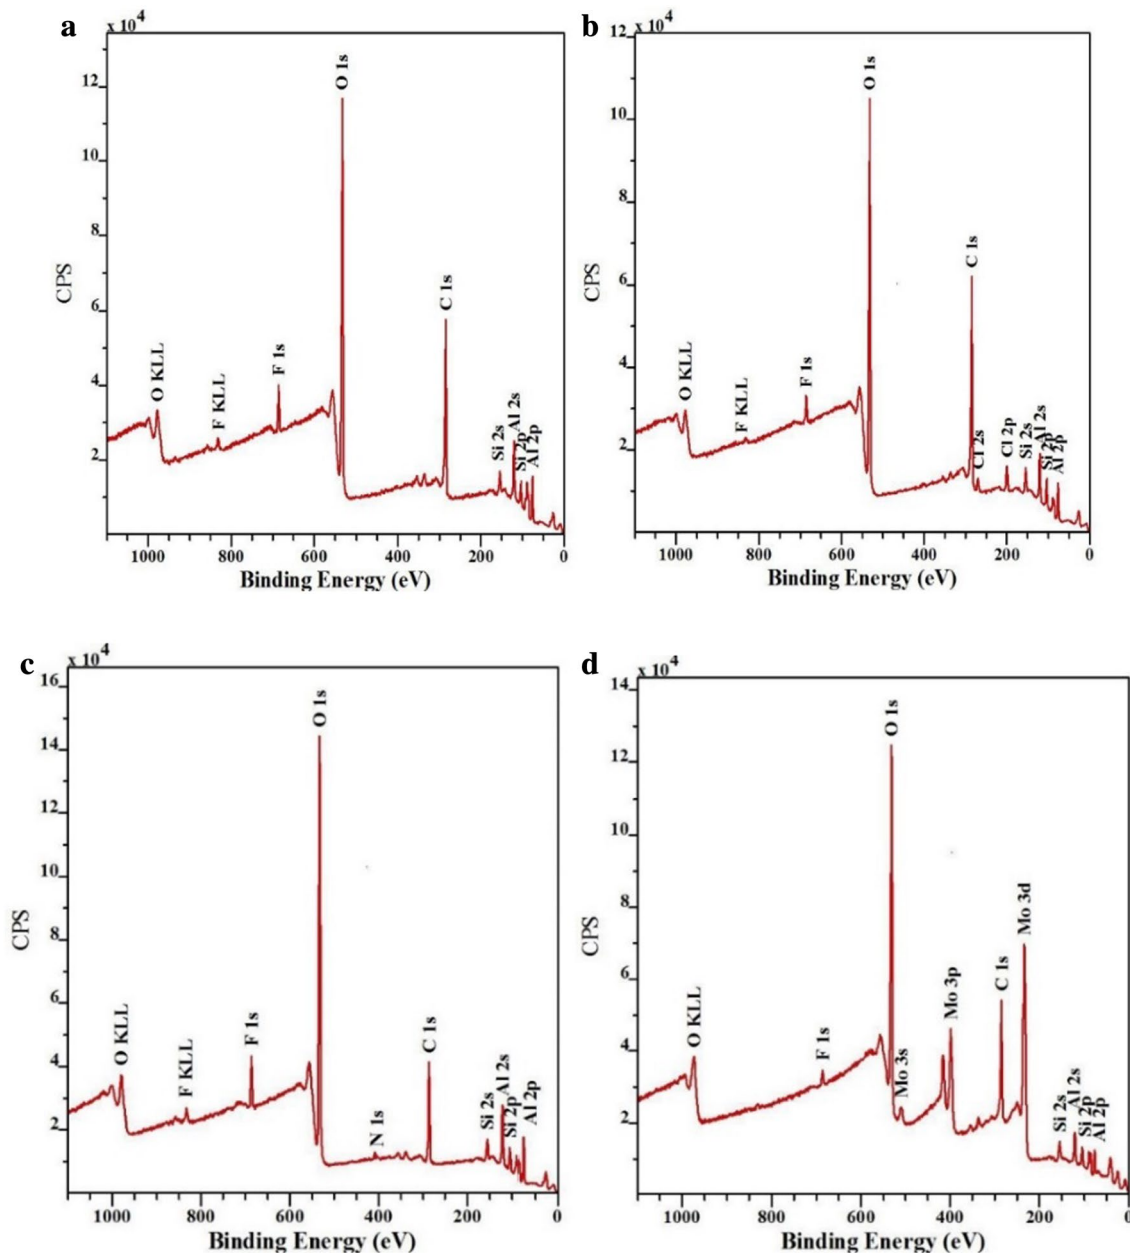 a
x 10⁴
12
10
8
6
4
2
CPS
O KLL
F KLL
F 1s
O 1s
C 1s
Si 2s
Al 2s
Si 2p
Al 2p
1000 800 600 400 200 0
Binding Energy (eV)
b
x 10⁴
12
10
8
6
4
2
CPS
O KLL
F KLL
F 1s
O 1s
C 1s
Cl 2s
Cl 2p
Si 2s
Al 2s
Si 2p
Al 2p
1000 800 600 400 200 0
Binding Energy (eV)
c
x 10⁴
16
14
12
10
8
6
4
2
CPS
O KLL
F KLL
F 1s
O 1s
N 1s
C 1s
Si 2s
Al 2s
Si 2p
Al 2p
1000 800 600 400 200 0
Binding Energy (eV)
d
x 10⁴
14
12
10
8
6
4
2
CPS
O KLL
F 1s
O 1s
Mo 3s
Mo 3p
C 1s
Mo 3d
Si 2s
Al 2s
Si 2p
Al 2p
1000 800 600 400 200 0
Binding Energy (eV)